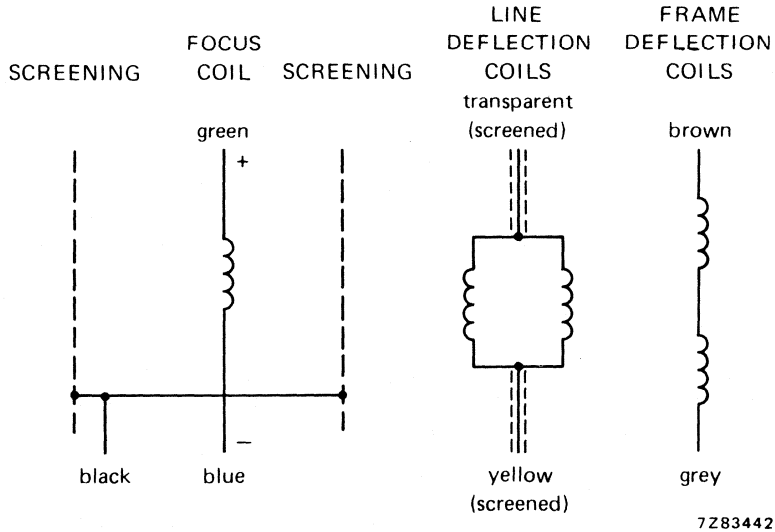 SCREENING
FOCUS
COIL
SCREENING
LINE
DEFLECTION
COILS
FRAME
DEFLECTION
COILS
green
transparent
(screened)
brown
+
−
black
blue
yellow
(screened)
grey
7Z83442